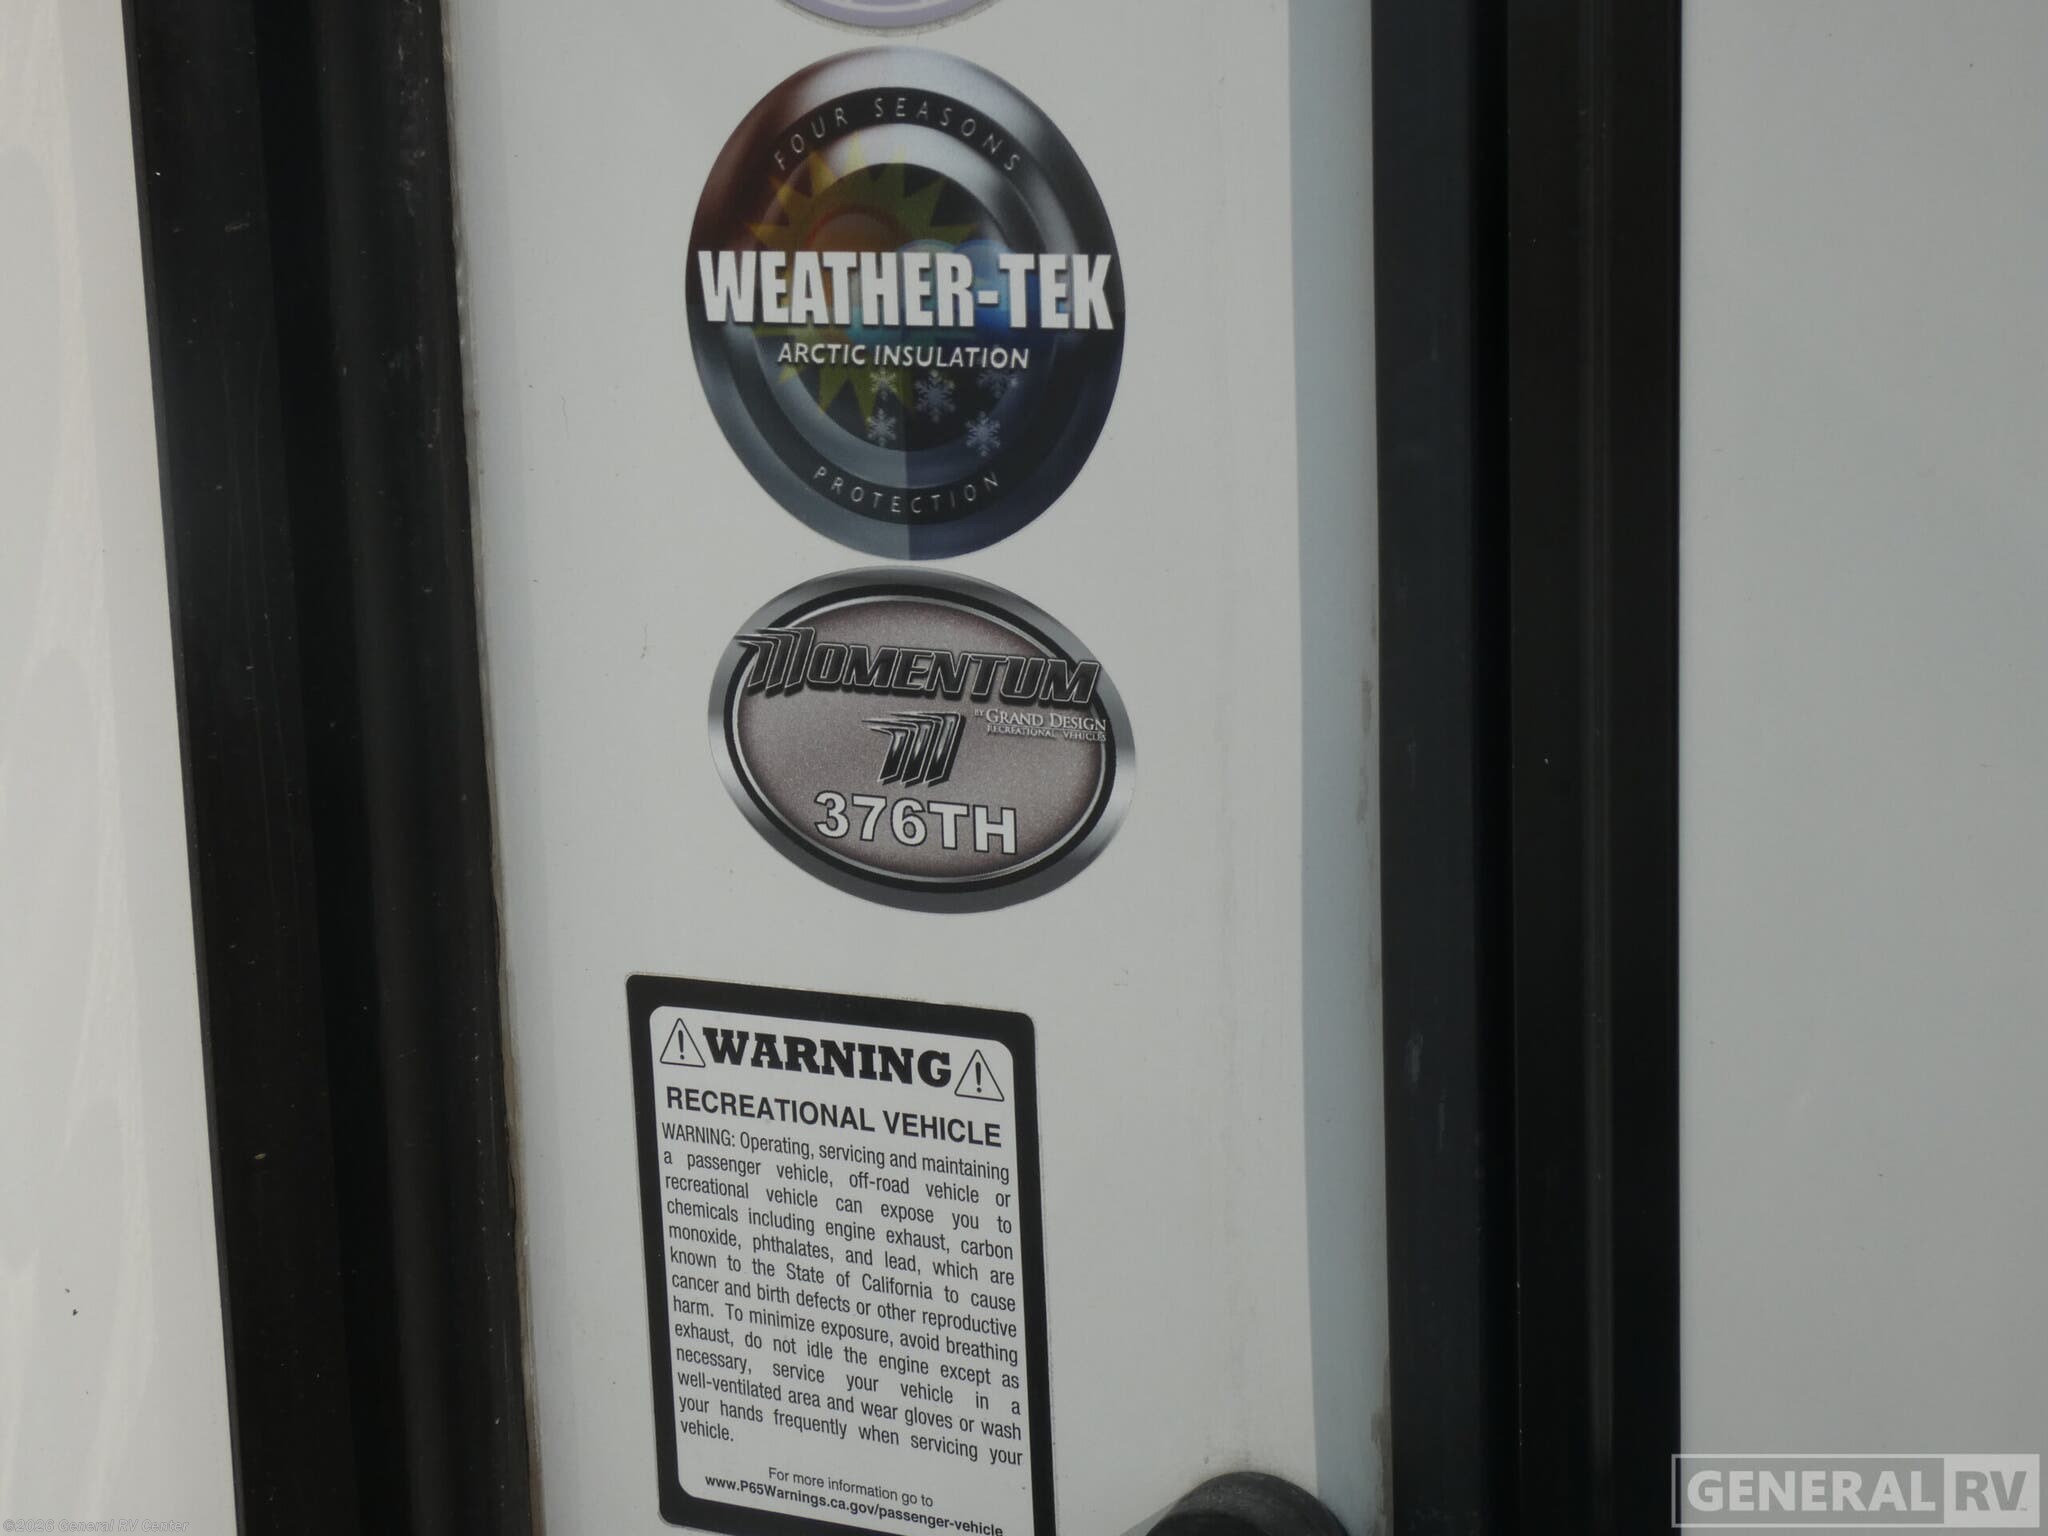 FOUR SEASONS
WEATHER-TEK
ARCTIC INSULATION
PROTECTION
MOMENTUM
BY GRAND DESIGN
RECREATIONAL VEHICLES
376TH
WARNING
RECREATIONAL VEHICLE
WARNING: Operating, servicing and maintaining
a passenger vehicle, off-road vehicle or
recreational vehicle can expose you to
chemicals including engine exhaust, carbon
monoxide, phthalates, and lead, which are
known to the State of California to cause
cancer and birth defects or other reproductive
harm. To minimize exposure, avoid breathing
exhaust, do not idle the engine except as
necessary, service your vehicle in a
well-ventilated area and wear gloves or wash
your hands frequently when servicing your
vehicle.
For more information go to
www.P65Warnings.ca.gov/passenger-vehicle
GENERAL RV
©2026 General RV Center